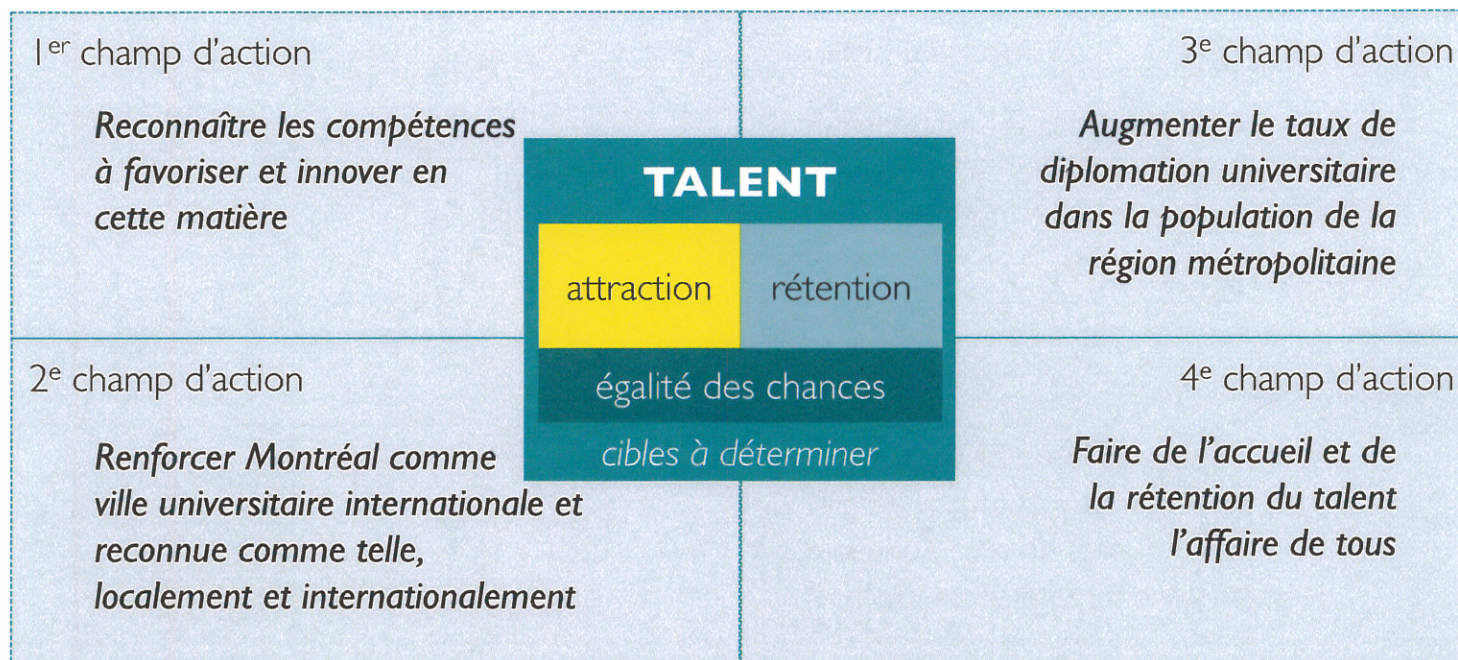 1er champ d'action
Reconnaître les compétences
à favoriser et innover en
cette matière
2e champ d'action
Renforcer Montréal comme
ville universitaire internationale et
reconnue comme telle,
localement et internationalement
TALENT
attraction rétention
égalité des chances
cibles à déterminer
3e champ d'action
Augmenter le taux de
diplomation universitaire
dans la population de la
région métropolitaine
4e champ d'action
Faire de l'accueil et de
la rétention du talent
l'affaire de tous